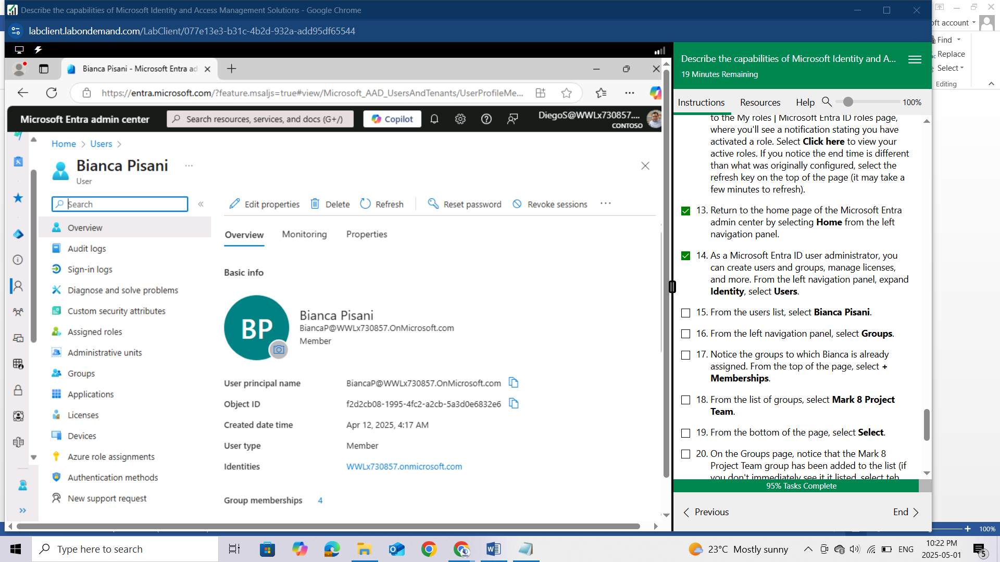 Describe the capabilities of Microsoft Identity and Access Management Solutions - Google Chrome
labclient.labondemand.com/LabClient/077e13e3-b31c-4b2d-932a-add95df65544
Bianca Pisani - Microsoft Entra ad
https://entra.microsoft.com/?feature.msaljs=true#view/Microsoft_AAD_UsersAndTenants/UserProfileMe...
Microsoft Entra admin center
Search resources, services, and docs (G+/)
Copilot
DiegoS@WWLx730857....
CONTOSO
Home > Users >
Bianca Pisani
...
User
Search
«
Edit properties
Delete
Refresh
Reset password
Revoke sessions
...
Overview
Audit logs
Sign-in logs
Diagnose and solve problems
Custom security attributes
Assigned roles
Administrative units
Groups
Applications
Licenses
Devices
Azure role assignments
Authentication methods
New support request
Overview
Monitoring
Properties
Basic info
BP
Bianca Pisani
BiancaP@WWLx730857.OnMicrosoft.com
Member
User principal name BiancaP@WWLx730857.OnMicrosoft.com
Object ID f2d2cb08-1995-4fc2-a2cb-5a3d0e6832e6
Created date time Apr 12, 2025, 4:17 AM
User type Member
Identities WWLx730857.onmicrosoft.com
Group memberships 4
Describe the capabilities of Microsoft Identity and A...
19 Minutes Remaining
Instructions
Resources
Help
100%
to the My roles | Microsoft Entra ID roles page,
where you'll see a notification stating you have
activated a role. Select Click here to view your
active roles. If you notice the end time is different
than what was originally configured, select the
refresh key on the top of the page (it may take a
few minutes to refresh).
13. Return to the home page of the Microsoft Entra
admin center by selecting Home from the left
navigation panel.
14. As a Microsoft Entra ID user administrator, you
can create users and groups, manage licenses,
and more. From the left navigation panel, expand
Identity, select Users.
15. From the users list, select Bianca Pisani.
16. From the left navigation panel, select Groups.
17. Notice the groups to which Bianca is already
assigned. From the top of the page, select +
Memberships.
18. From the list of groups, select Mark 8 Project
Team.
19. From the bottom of the page, select Select.
20. On the Groups page, notice that the Mark 8
Project Team group has been added to the list (if
you don't immediately see it it listed, select teh
95% Tasks Complete
Previous
End
oft account
Find
Replace
Select
Editing
100%
Type here to search
23°C Mostly sunny
ENG
10:22 PM
2025-05-01
5